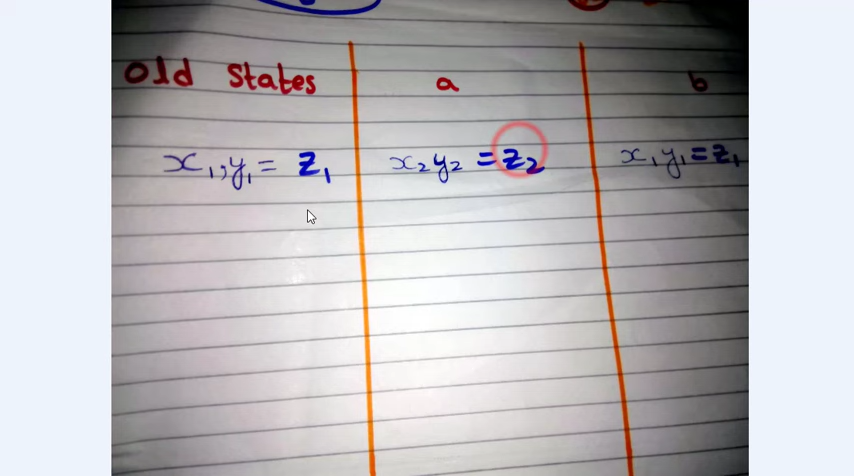 Old States a b
x₁,y₁ = z₁ x₂y₂ = z₂ x₁y₁ = z₁